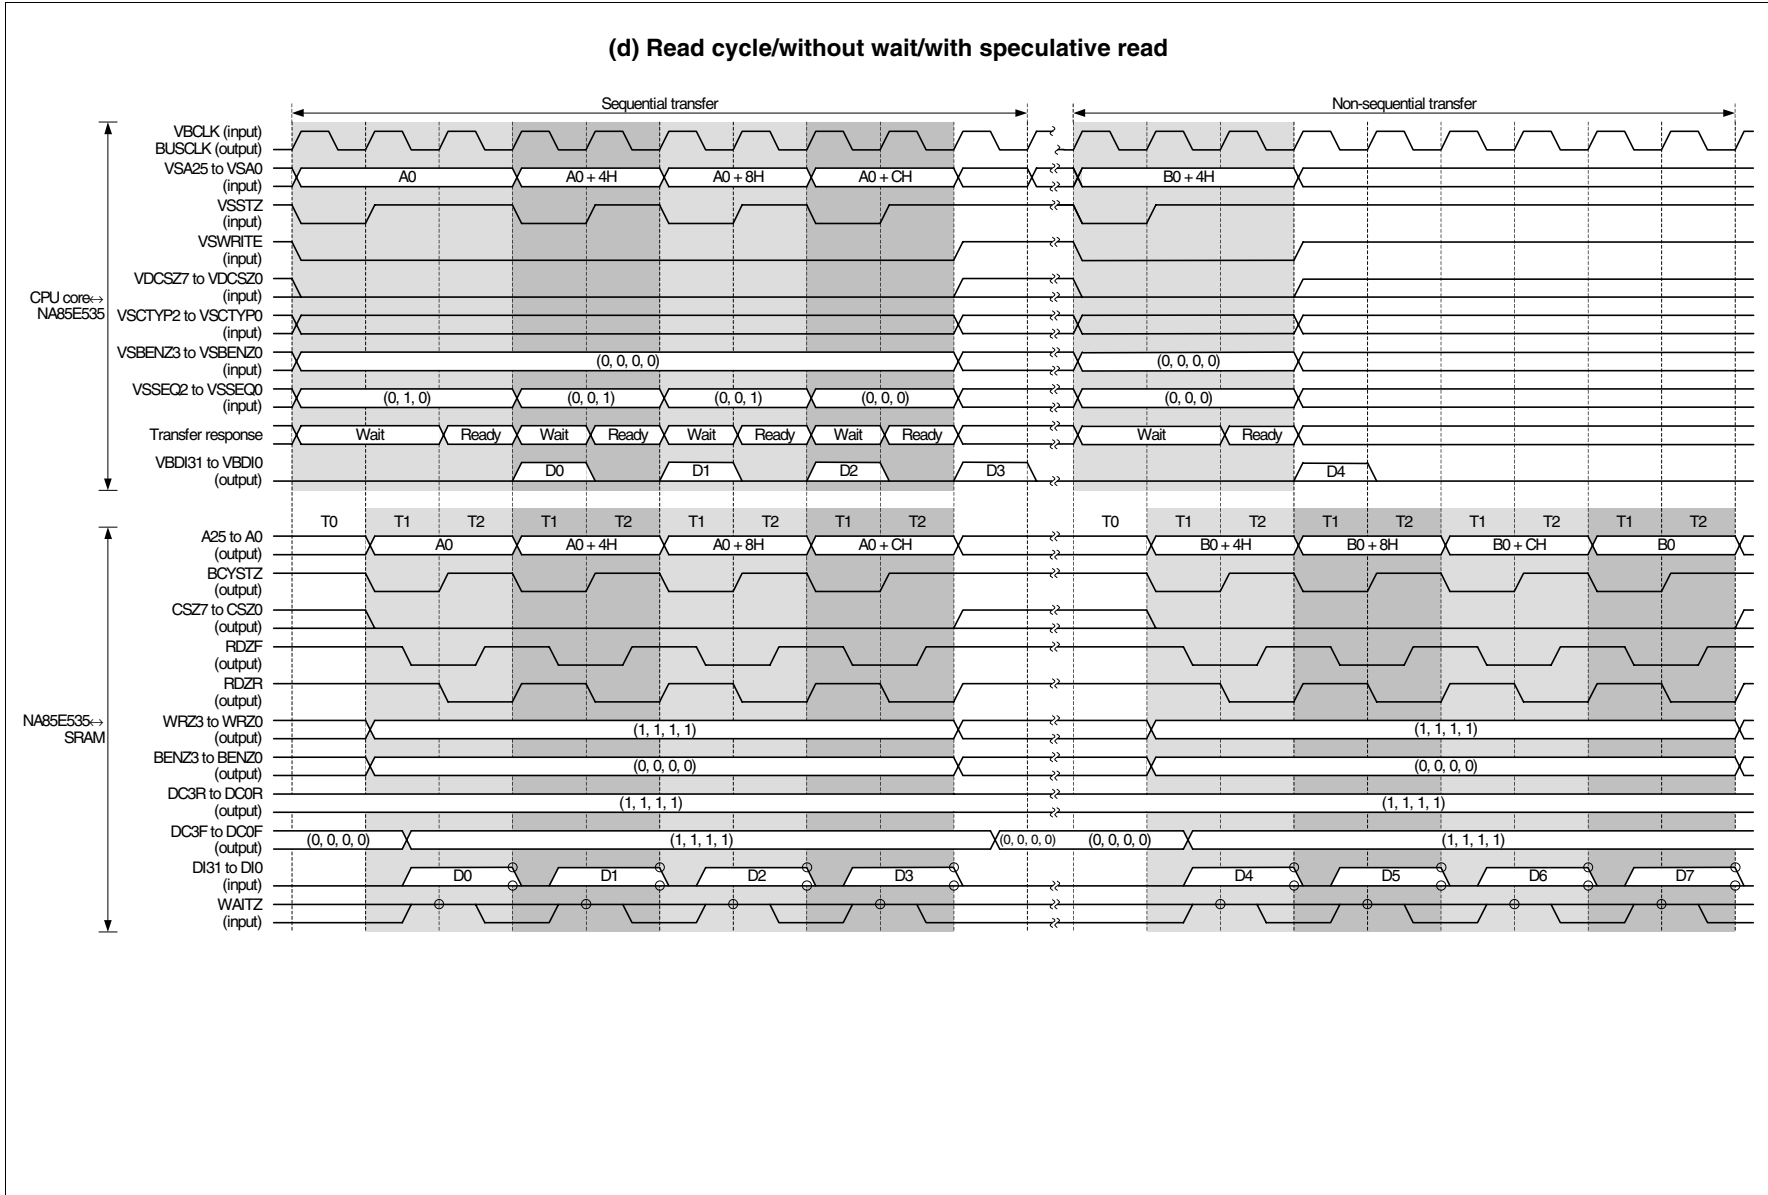 (d) Read cycle/without wait/with speculative read
Sequential transfer Non-sequential transfer
VBCLK (input)
BUSCLK (output)
VSA25 to VSA0
(input)
A0 A0 + 4H A0 + 8H A0 + CH B0 + 4H
VSSTZ
(input)
VSWRITE
(input)
VDCSZ7 to VDCSZ0
(input)
CPU core↔
NA85E535
VSCTYP2 to VSCTYP0
(input)
VSBENZ3 to VSBENZ0
(input)
(0, 0, 0, 0) (0, 0, 0, 0)
VSSEQ2 to VSSEQ0
(input)
(0, 1, 0) (0, 0, 1) (0, 0, 1) (0, 0, 0) (0, 0, 0)
Transfer response Wait Ready Wait Ready Wait Ready Wait Ready Wait Ready
VBDI31 to VBDI0
(output)
D0 D1 D2 D3 D4
T0 T1 T2 T1 T2 T1 T2 T1 T2 T0 T1 T2 T1 T2 T1 T2 T1 T2
A25 to A0
(output)
A0 A0 + 4H A0 + 8H A0 + CH B0 + 4H B0 + 8H B0 + CH B0
BCYSTZ
(output)
CSZ7 to CSZ0
(output)
RDZF
(output)
RDZR
(output)
NA85E535↔
SRAM
WRZ3 to WRZ0
(output)
(1, 1, 1, 1) (1, 1, 1, 1)
BENZ3 to BENZ0
(output)
(0, 0, 0, 0) (0, 0, 0, 0)
DC3R to DC0R
(output)
(1, 1, 1, 1) (1, 1, 1, 1)
DC3F to DC0F
(output)
(0, 0, 0, 0) (1, 1, 1, 1) (0, 0, 0, 0) (0, 0, 0, 0) (1, 1, 1, 1)
DI31 to DI0
(input)
D0 D1 D2 D3 D4 D5 D6 D7
WAITZ
(input)